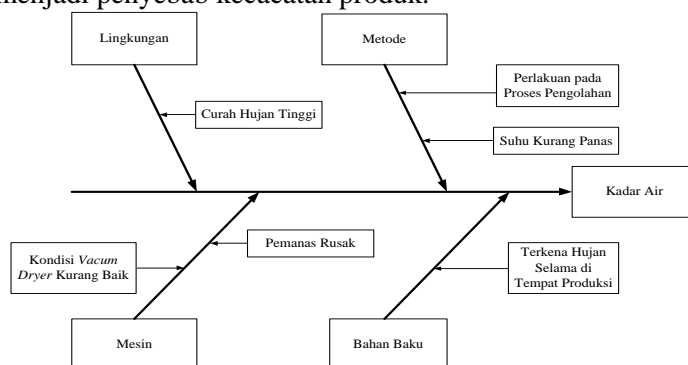 menjadi penyebab kecacatan produk.
Lingkungan
Metode
Perlakuan pada
Proses Pengolahan
Curah Hujan Tinggi
Suhu Kurang Panas
Kadar Air
Pemanas Rusak
Kondisi Vacum
Dryer Kurang Baik
Terkena Hujan
Selama di
Tempat Produksi
Mesin
Bahan Baku